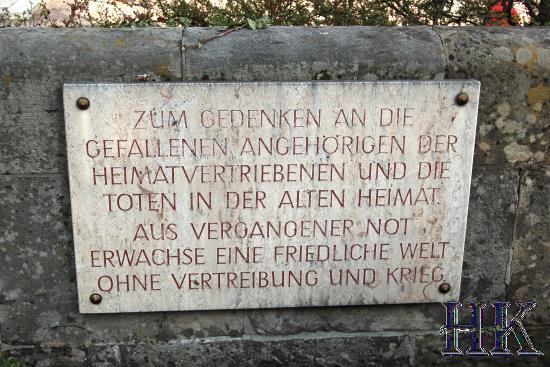 ZUM GEDENKEN AN DIE
GEFALLENEN ANGEHÖRIGEN DER
HEIMATVERTRIEBENEN UND DIE
TOTEN IN DER ALTEN HEIMAT.
AUS VERGANGENER NOT
ERWACHSE EINE FRIEDLICHE WELT
OHNE VERTREIBUNG UND KRIEG.
HK